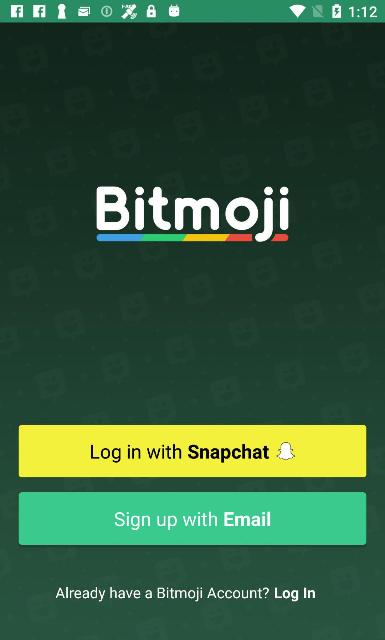 1:12
Bitmoji
Log in with Snapchat
Sign up with Email
Already have a Bitmoji Account? Log In